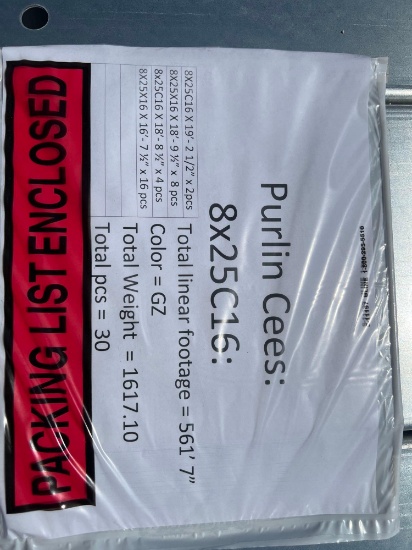 Purlin Cees:
8x25C16:
8X25C16 X 19'- 2 1/2" x 2pcs
8X25X16 X 18'- 9 ½" x 8 pcs
8x25C16 X 18'- 8 ½" x 4 pcs
8X25X16 X 16'- 7 ½" x 16 pcs
Total linear footage = 561' 7"
Color = GZ
Total Weight = 1617.10
Total pcs = 30
PACKING LIST ENCLOSED